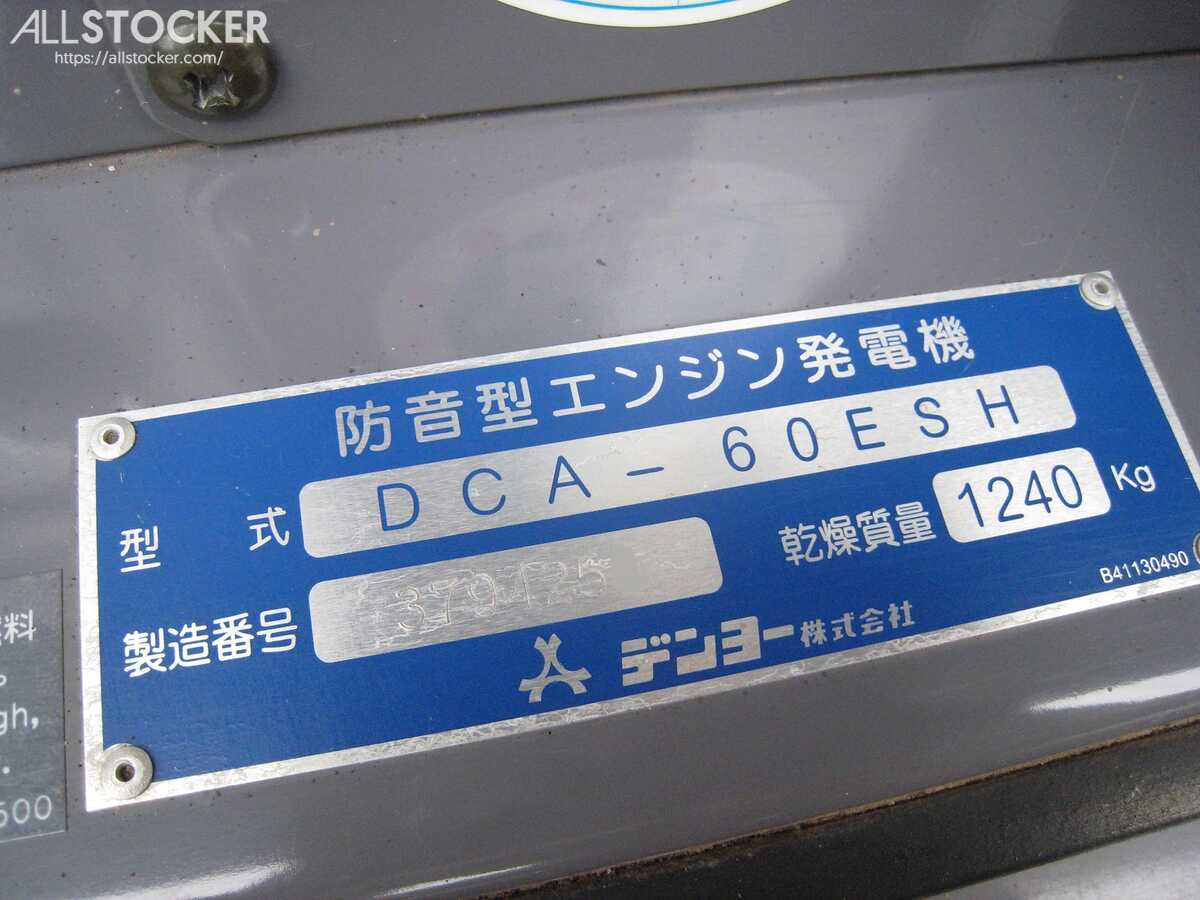 ALLSTOCKER
https://allstocker.com/
防音型エンジン発電機
型 式 DCA-60ESH
乾燥質量 1240 Kg
製造番号
B41130490
デンヨー株式会社
料
。
gh,
.
500